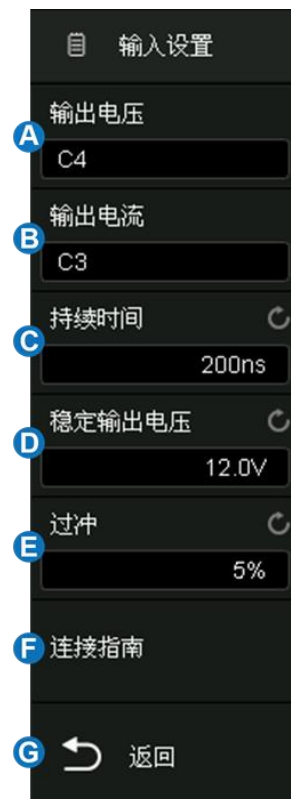 输入设置
输出电压
A
C4
输出电流
B
C3
持续时间
C
200ns
稳定输出电压
D
12.0V
过冲
E
5%
F 连接指南
G 返回